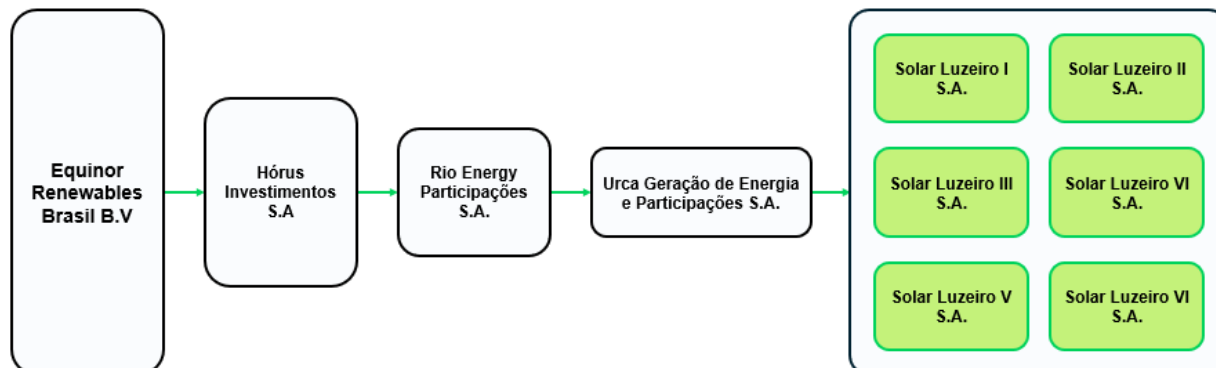 Equinor
Renewables
Brasil B.V
Hórus
Investimentos
S.A
Rio Energy
Participações
S.A.
Urca Geração de Energia
e Participações S.A.
Solar Luzeiro I
S.A.
Solar Luzeiro II
S.A.
Solar Luzeiro III
S.A.
Solar Luzeiro VI
S.A.
Solar Luzeiro V
S.A.
Solar Luzeiro VI
S.A.